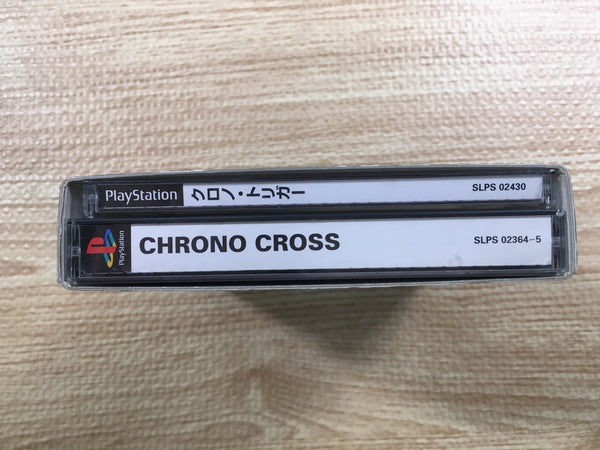 PlayStation
クロノ・トリガー
SLPS 02430
PlayStation
CHRONO CROSS
SLPS 02364-5